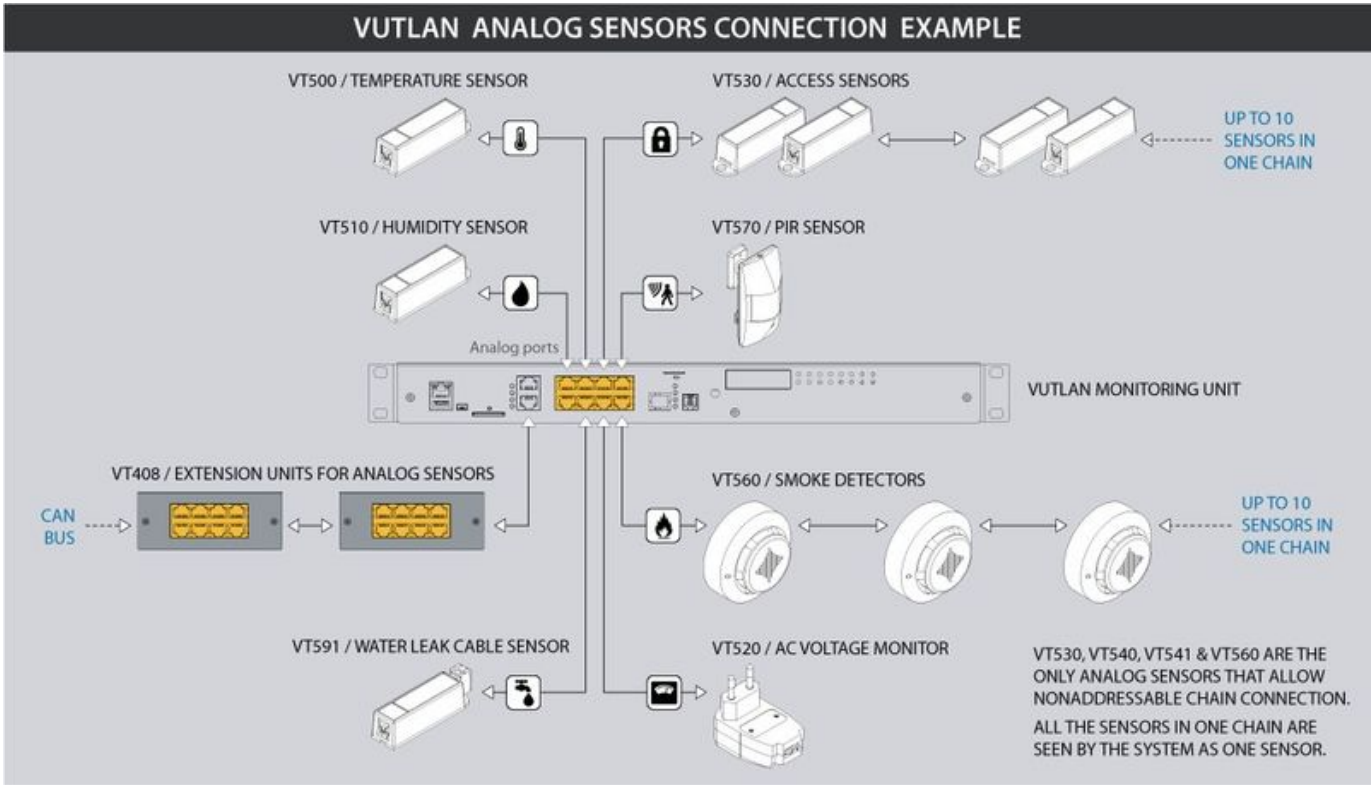 VUTLAN ANALOG SENSORS CONNECTION EXAMPLE
VT500 / TEMPERATURE SENSOR
VT530 / ACCESS SENSORS
UP TO 10
SENSORS IN
ONE CHAIN
VT510 / HUMIDITY SENSOR
VT570 / PIR SENSOR
Analog ports
VUTLAN MONITORING UNIT
VT408 / EXTENSION UNITS FOR ANALOG SENSORS
CAN
BUS
VT560 / SMOKE DETECTORS
UP TO 10
SENSORS IN
ONE CHAIN
VT591 / WATER LEAK CABLE SENSOR
VT520 / AC VOLTAGE MONITOR
VT530, VT540, VT541 & VT560 ARE THE
ONLY ANALOG SENSORS THAT ALLOW
NONADDRESSABLE CHAIN CONNECTION.
ALL THE SENSORS IN ONE CHAIN ARE
SEEN BY THE SYSTEM AS ONE SENSOR.